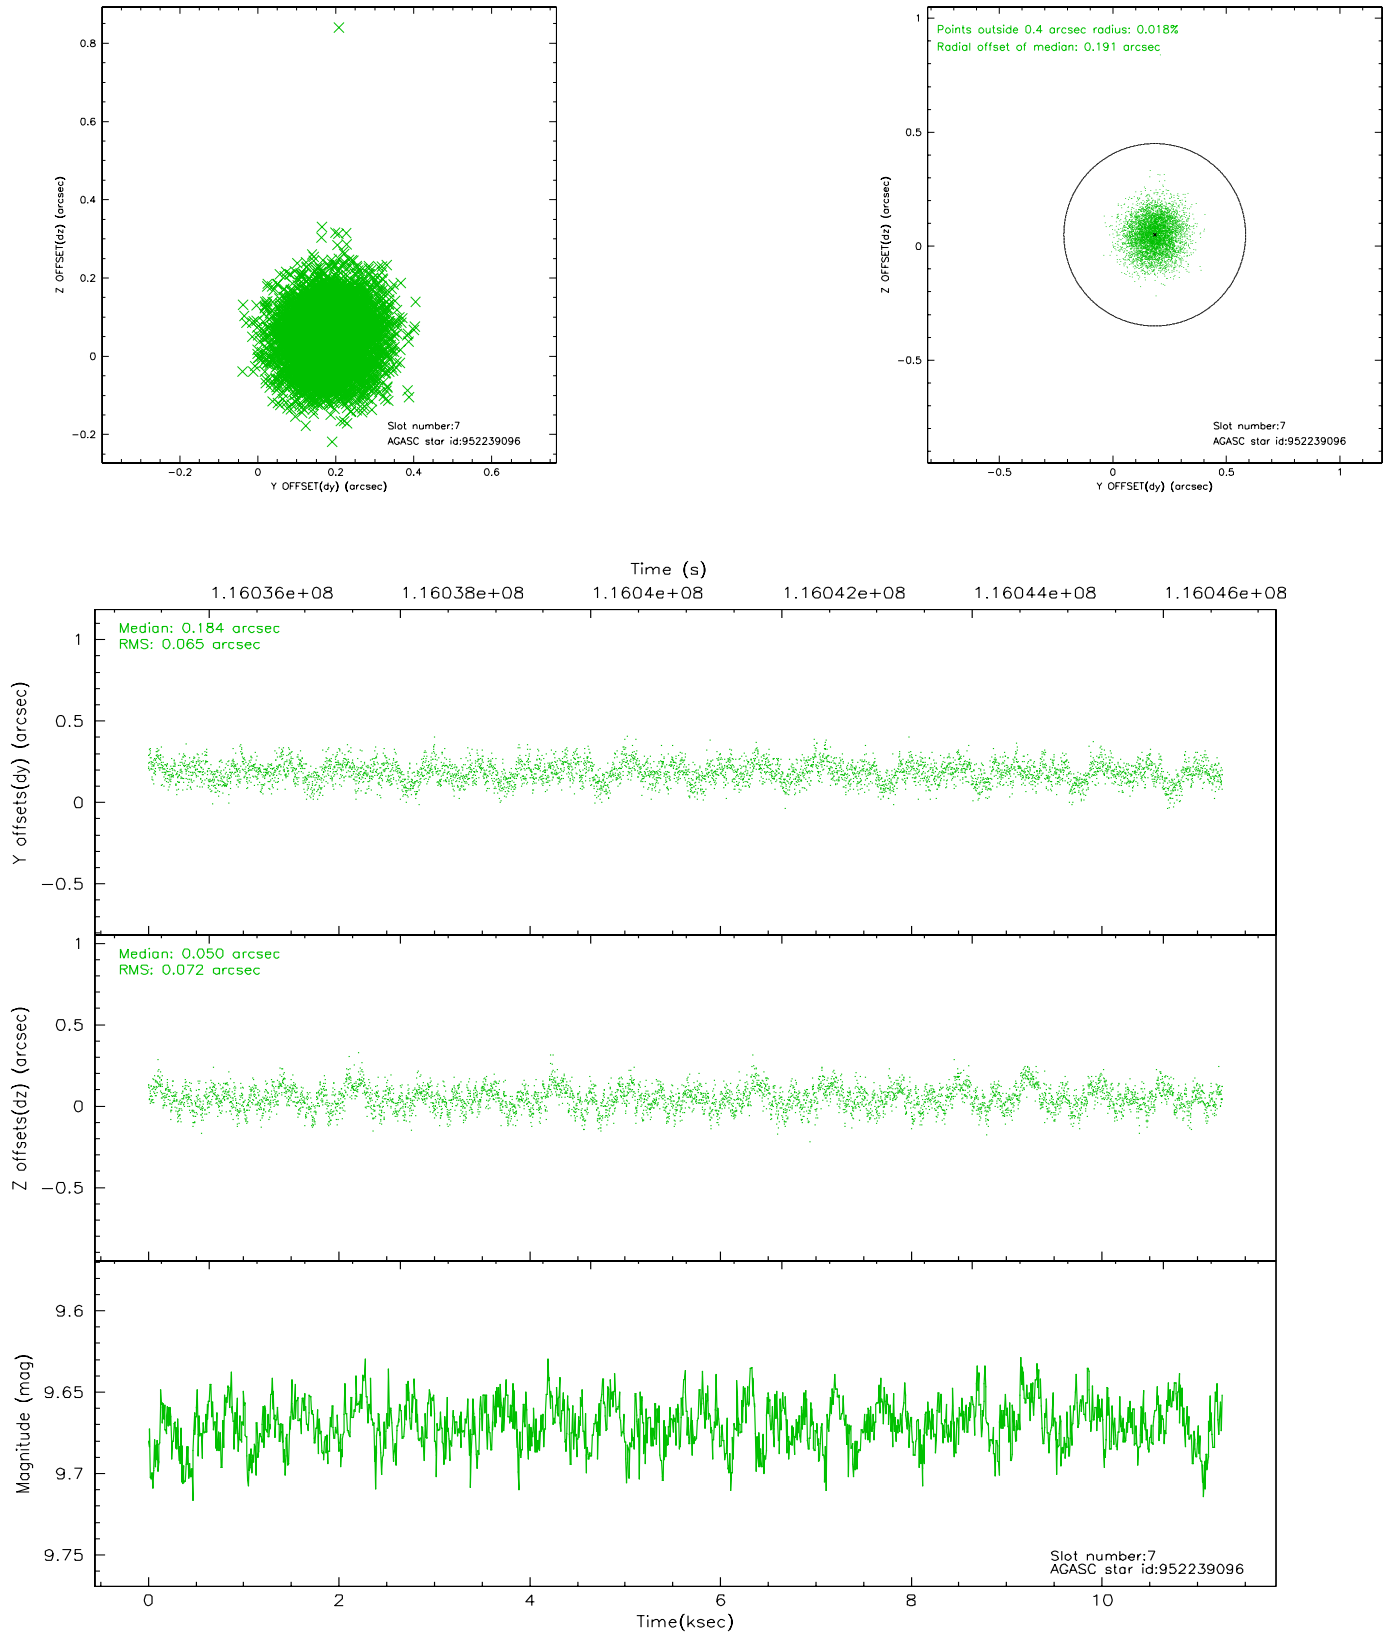 0.8
0.6
0.4
0.2
0
−0.2
Z OFFSET(dz) (arcsec)
Slot number:7
AGASC star id:952239096
−0.2 0 0.2 0.4 0.6
Y OFFSET(dy) (arcsec)
Points outside 0.4 arcsec radius: 0.018%
Radial offset of median: 0.191 arcsec
1
0.5
0
−0.5
Z OFFSET(dz) (arcsec)
Slot number:7
AGASC star id:952239096
−0.5 0 0.5 1
Y OFFSET(dy) (arcsec)
Time (s)
1.16036e+08 1.16038e+08 1.1604e+08 1.16042e+08 1.16044e+08 1.16046e+08
Median: 0.184 arcsec
RMS: 0.065 arcsec
1
0.5
0
−0.5
Y offsets(dy) (arcsec)
Median: 0.050 arcsec
RMS: 0.072 arcsec
1
0.5
0
−0.5
Z offsets(dz) (arcsec)
9.6
9.65
9.7
9.75
Magnitude (mag)
Slot number:7
AGASC star id:952239096
0 2 4 6 8 10
Time(ksec)